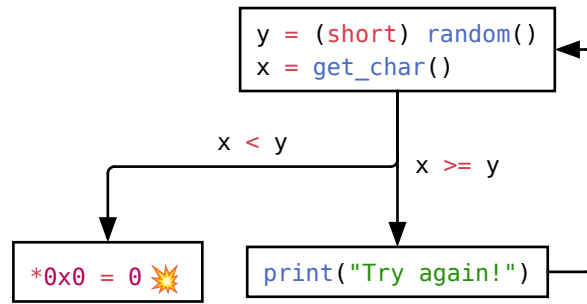 y = (short) random()
x = get_char()
x < y
x >= y
*0x0 = 0 💥
print("Try again!")